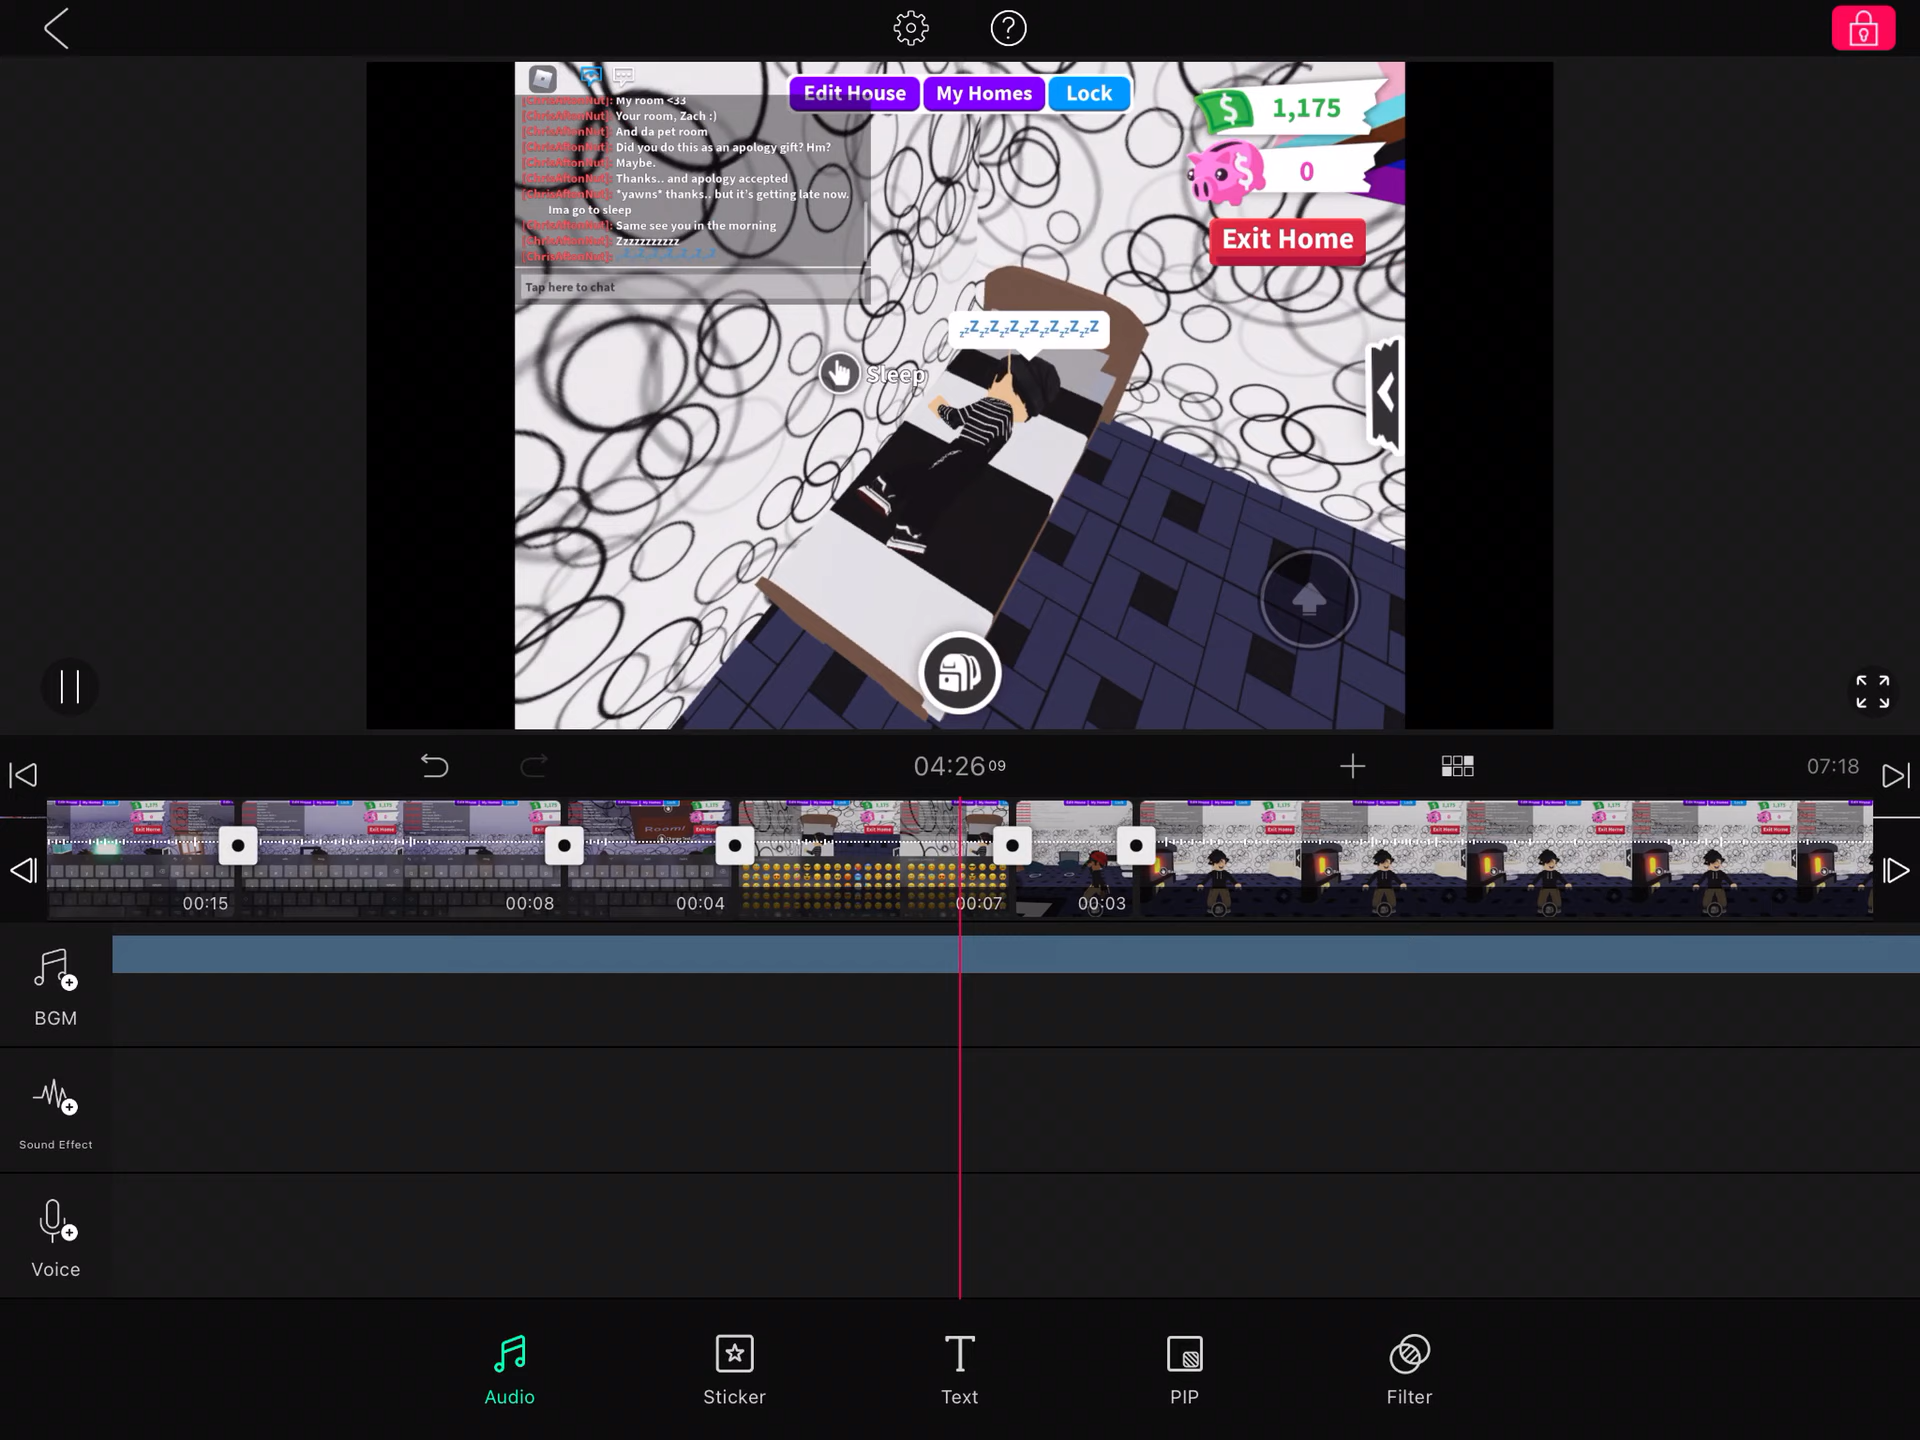 Edit House My Homes Lock
1,175
0
Exit Home
[ChrisAftonNut]: My room <33
[ChrisAftonNut]: Your room, Zach :)
[ChrisAftonNut]: And da pet room
[ChrisAftonNut]: Did you do this as an apology gift? Hm?
[ChrisAftonNut]: Maybe.
[ChrisAftonNut]: Thanks.. and apology accepted
[ChrisAftonNut]: *yawns* thanks.. but it's getting late now.
Ima go to sleep
[ChrisAftonNut]: Same see you in the morning
[ChrisAftonNut]: Zzzzzzzzzz
[ChrisAftonNut]:
Tap here to chat
Sleep
04:26 09
07:18
Room!
00:15 00:08 00:04 00:07 00:03
BGM
Sound Effect
Voice
Audio Sticker Text PIP Filter